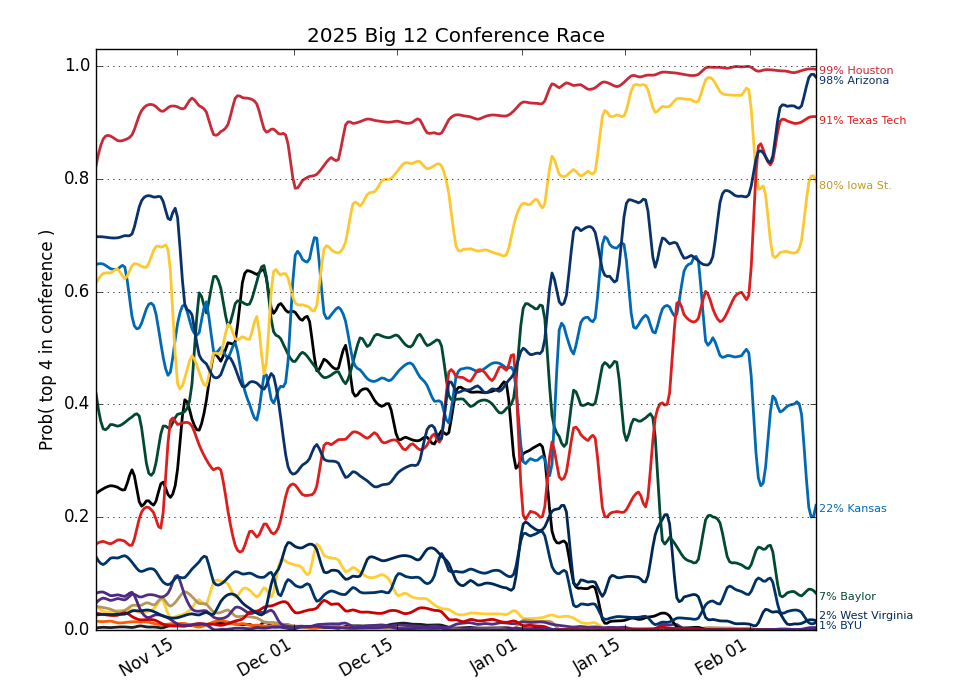 2025 Big 12 Conference Race
Prob( top 4 in conference )
1.0
0.8
0.6
0.4
0.2
0.0
Nov 15
Dec 01
Dec 15
Jan 01
Jan 15
Feb 01
99% Houston
98% Arizona
91% Texas Tech
80% Iowa St.
22% Kansas
7% Baylor
2% West Virginia
1% BYU